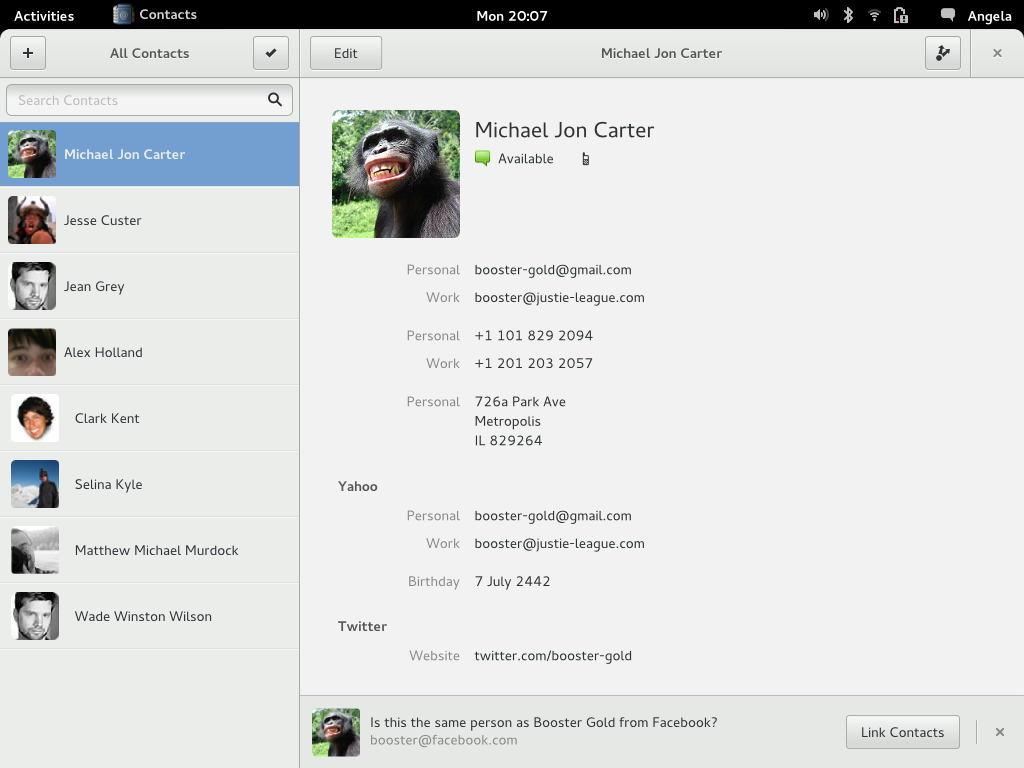 Activities Contacts Mon 20:07 Angela
All Contacts
Edit Michael Jon Carter
Search Contacts
Michael Jon Carter
Jesse Custer
Jean Grey
Alex Holland
Clark Kent
Selina Kyle
Matthew Michael Murdock
Wade Winston Wilson
Michael Jon Carter
Available
Personal booster-gold@gmail.com
Work booster@justie-league.com
Personal +1 101 829 2094
Work +1 201 203 2057
Personal 726a Park Ave
Metropolis
IL 829264
Yahoo
Personal booster-gold@gmail.com
Work booster@justie-league.com
Birthday 7 July 2442
Twitter
Website twitter.com/booster-gold
Is this the same person as Booster Gold from Facebook?
booster@facebook.com
Link Contacts